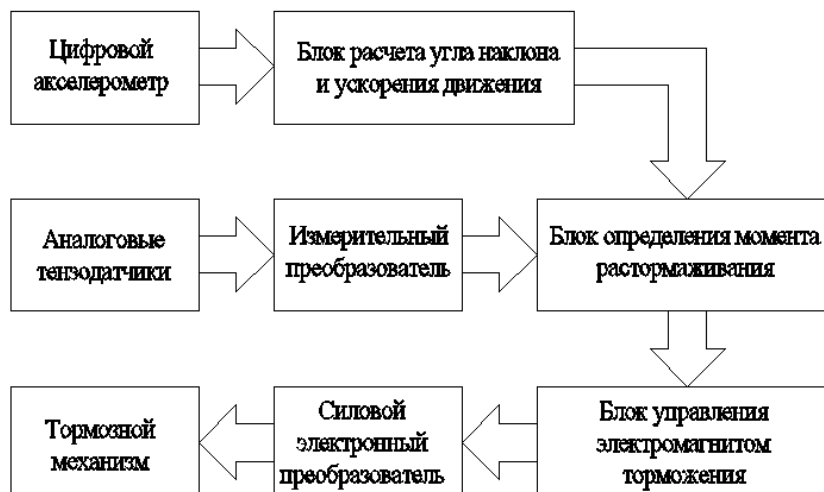 Цифровой
акселерометр
Блок расчета угла наклона
и ускорения движения
Аналоговые
тензодатчики
Измерительный
преобразователь
Блок определения момента
растормаживания
Тормозной
механизм
Силовой
электронный
преобразователь
Блок управления
электромагнитом
торможения